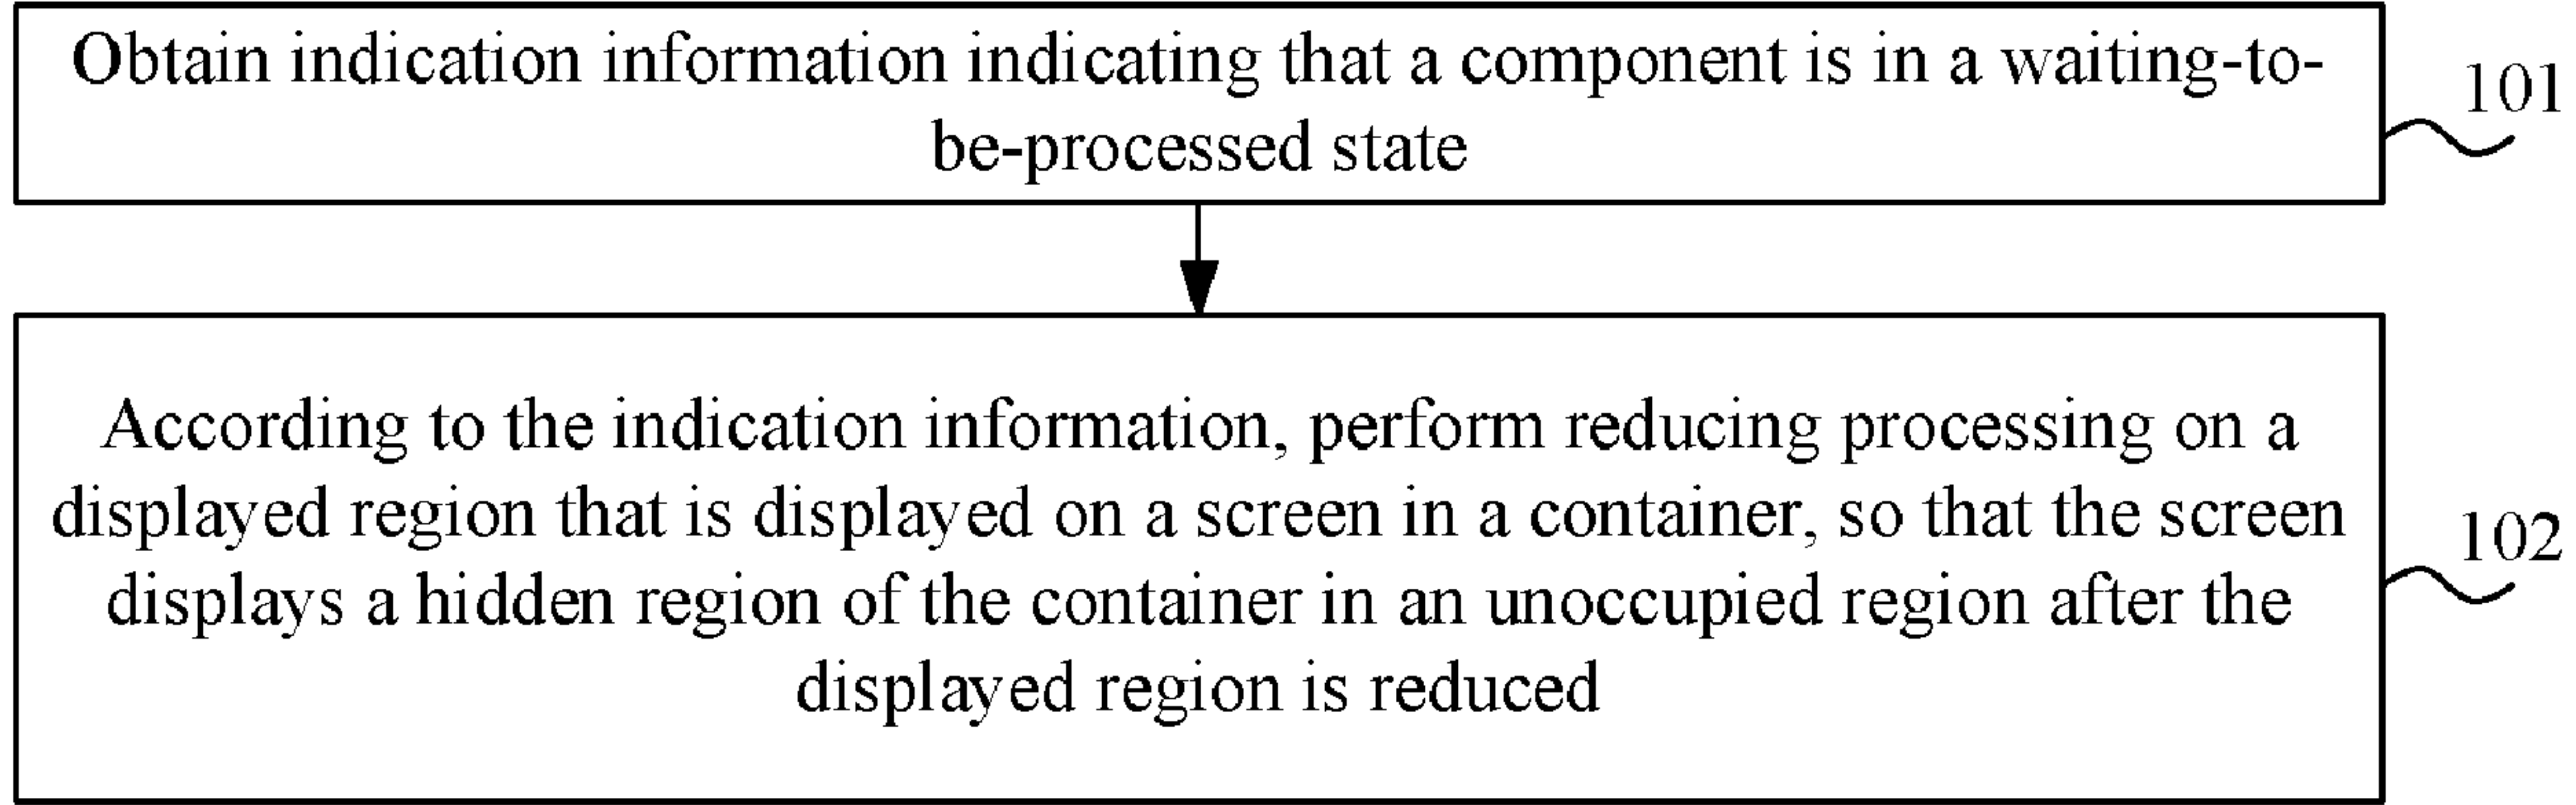 Obtain indication information indicating that a component is in a waiting-to-
be-processed state
101
According to the indication information, perform reducing processing on a
displayed region that is displayed on a screen in a container, so that the screen
displays a hidden region of the container in an unoccupied region after the
displayed region is reduced
102